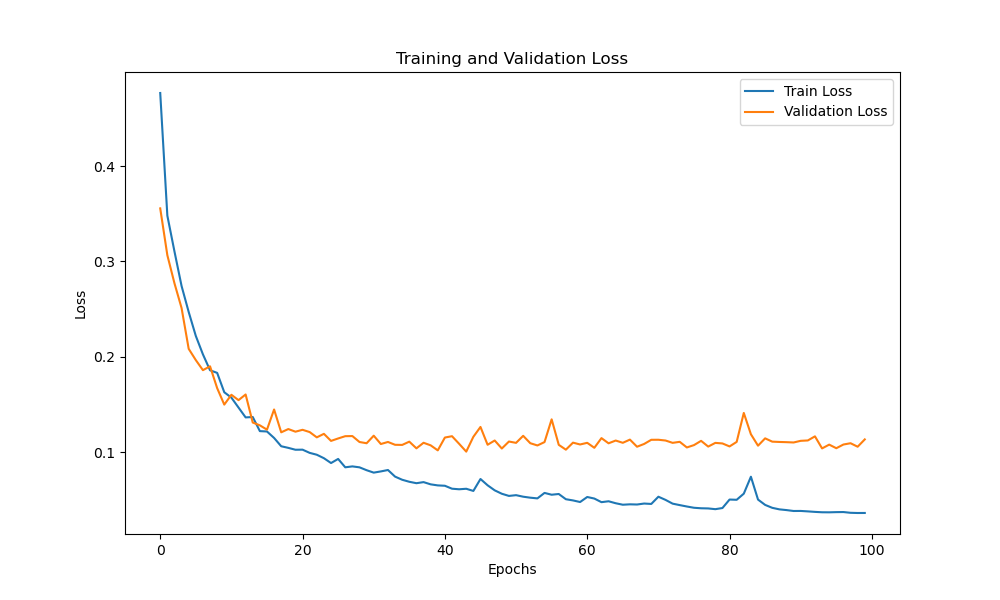 Training and Validation Loss
Train Loss
Validation Loss
0.4
0.3
0.2
0.1
Loss
0 20 40 60 80 100
Epochs